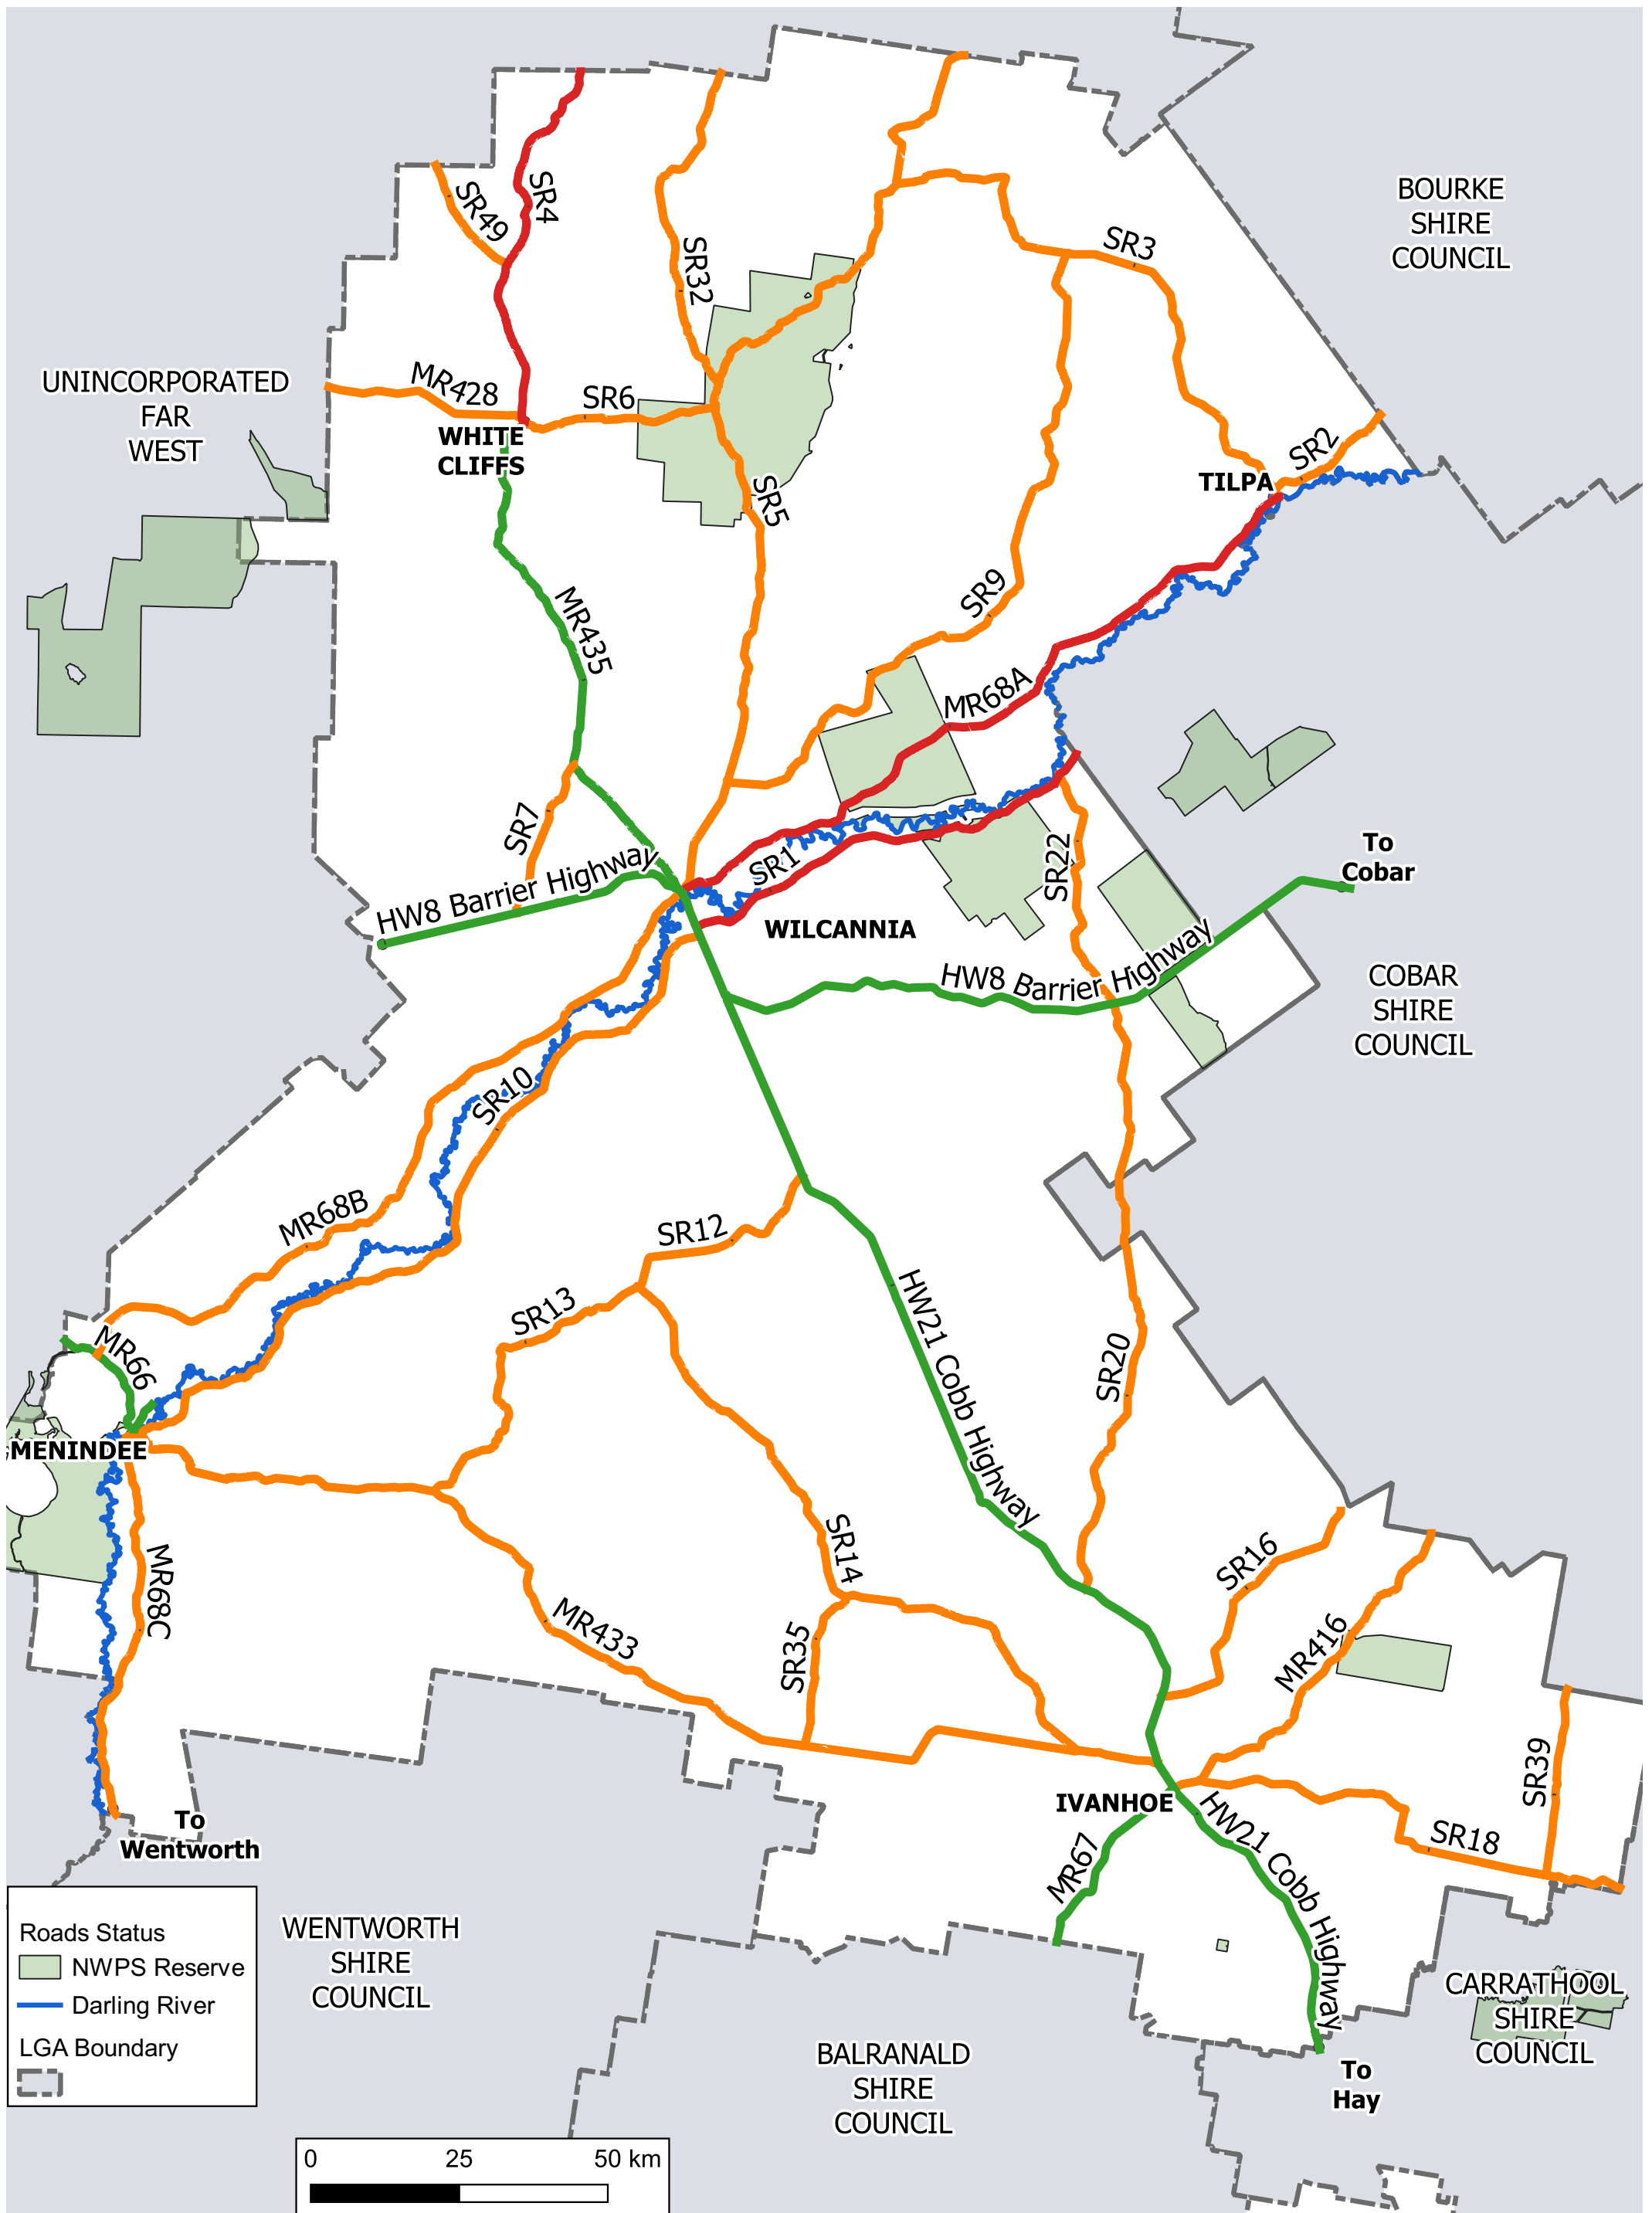 BOURKE
SHIRE
COUNCIL
SR4
SR49
SR32
SR3
UNINCORPORATED
FAR
WEST
MR428
SR6
WHITE
CLIFFS
SR2
TILPA
SR5
SR9
MR435
MR68A
SR7
SR1
SR22
To
Cobar
HW8 Barrier Highway
WILCANNIA
HW8 Barrier Highway
COBAR
SHIRE
COUNCIL
SR10
MR68B
SR12
SR13
HW21 Cobb Highway
SR20
MR66
MENINDEE
SR14
SR16
MR68C
MR433
SR35
MR416
SR39
To
Wentworth
IVANHOE
HW21 Cobb Highway
SR18
MR67
Roads Status
NWPS Reserve
Darling River
LGA Boundary
WENTWORTH
SHIRE
COUNCIL
CARRATHOOL
SHIRE
COUNCIL
BALRANALD
SHIRE
COUNCIL
To
Hay
0 25 50 km